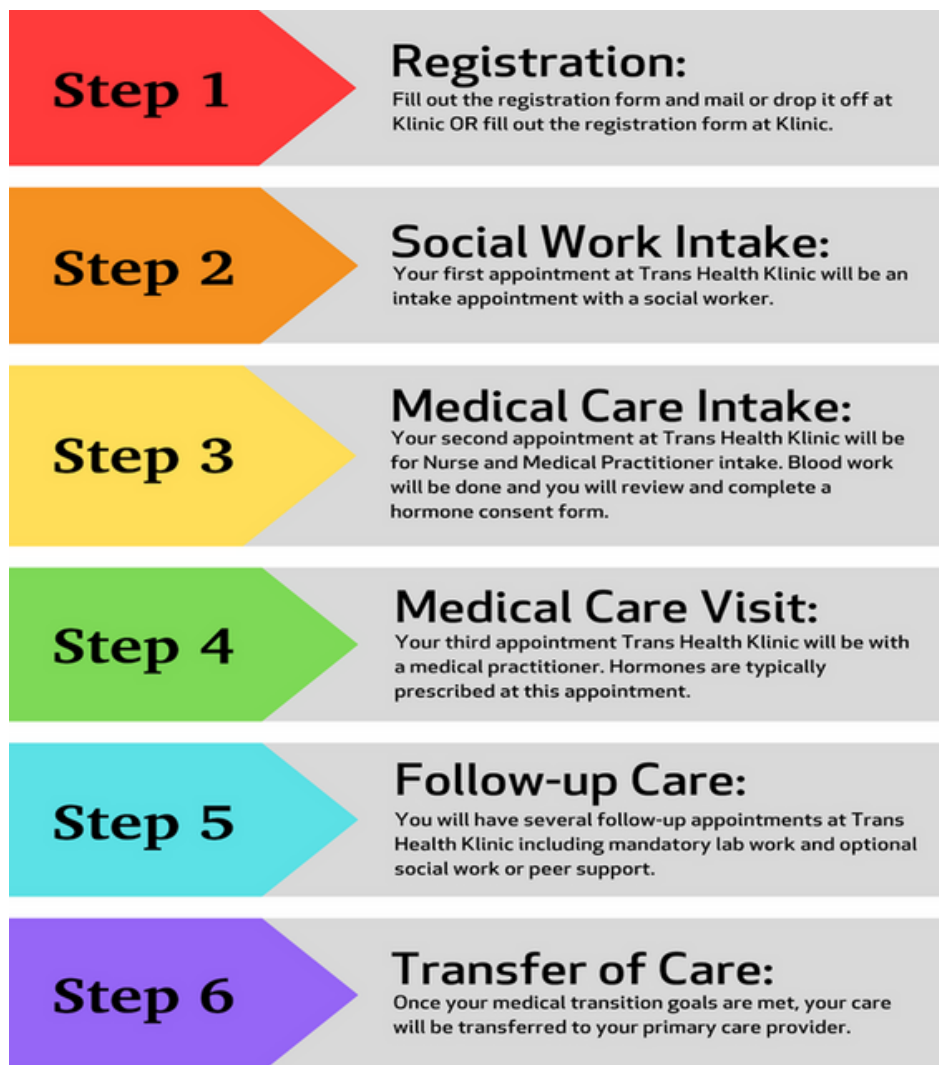 Step 1
Registration:
Fill out the registration form and mail or drop it off at
Klinic OR fill out the registration form at Klinic.
Step 2
Social Work Intake:
Your first appointment at Trans Health Klinic will be an
intake appointment with a social worker.
Step 3
Medical Care Intake:
Your second appointment at Trans Health Klinic will be
for Nurse and Medical Practitioner intake. Blood work
will be done and you will review and complete a
hormone consent form.
Step 4
Medical Care Visit:
Your third appointment Trans Health Klinic will be with
a medical practitioner. Hormones are typically
prescribed at this appointment.
Step 5
Follow-up Care:
You will have several follow-up appointments at Trans
Health Klinic including mandatory lab work and optional
social work or peer support.
Step 6
Transfer of Care:
Once your medical transition goals are met, your care
will be transferred to your primary care provider.